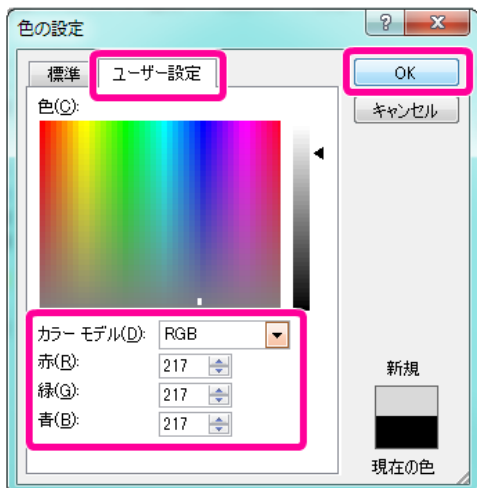 色の設定
標準 ユーザー設定
OK
色(C):
キャンセル
カラー モデル(D): RGB
赤(R): 217
緑(G): 217
青(B): 217
新規
現在の色